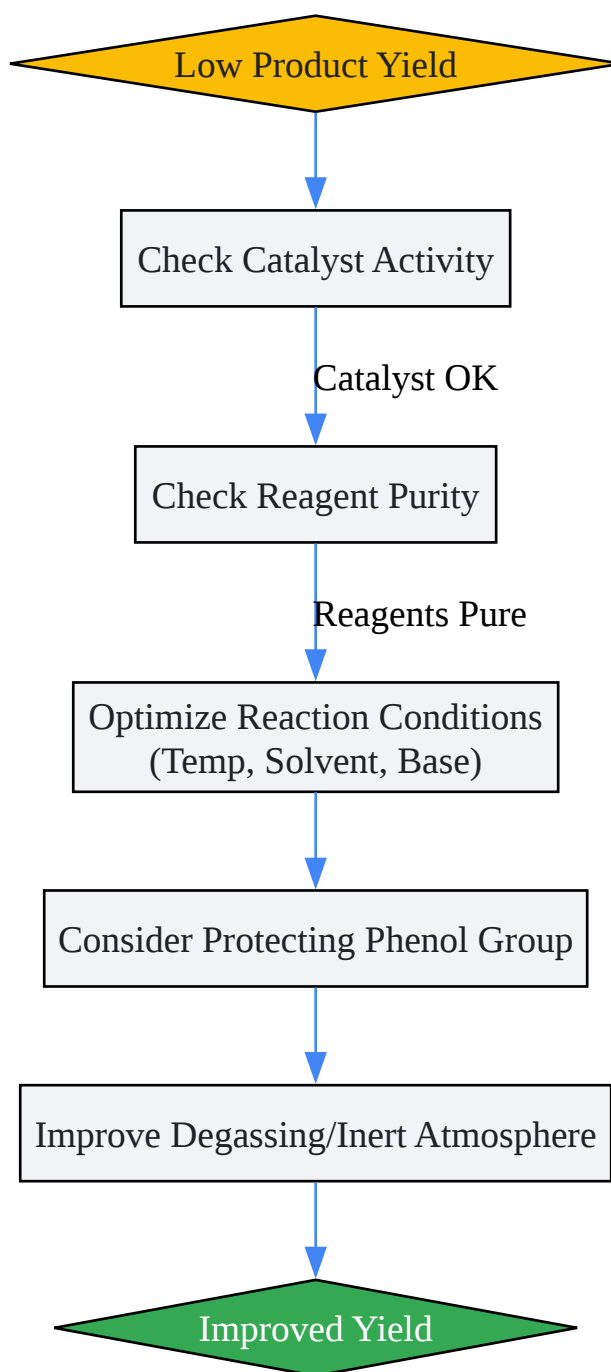 Low Product Yield
Check Catalyst Activity
Catalyst OK
Check Reagent Purity
Reagents Pure
Optimize Reaction Conditions
(Temp, Solvent, Base)
Consider Protecting Phenol Group
Improve Degassing/Inert Atmosphere
Improved Yield